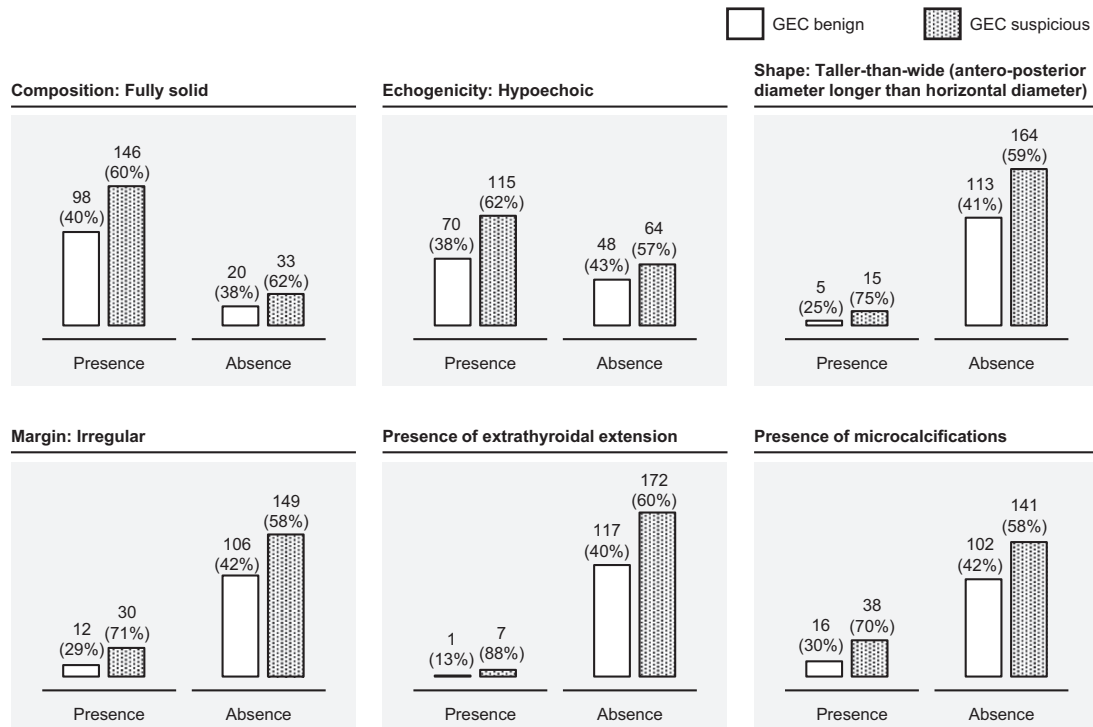 GEC benign
GEC suspicious
Composition: Fully solid
98
(40%)
146
(60%)
20
(38%)
33
(62%)
Presence
Absence
Echogenicity: Hypoechoic
70
(38%)
115
(62%)
48
(43%)
64
(57%)
Presence
Absence
Shape: Taller-than-wide (antero-posterior
diameter longer than horizontal diameter)
5
(25%)
15
(75%)
113
(41%)
164
(59%)
Presence
Absence
Margin: Irregular
12
(29%)
30
(71%)
106
(42%)
149
(58%)
Presence
Absence
Presence of extrathyroidal extension
1
(13%)
7
(88%)
117
(40%)
172
(60%)
Presence
Absence
Presence of microcalcifications
16
(30%)
38
(70%)
102
(42%)
141
(58%)
Presence
Absence